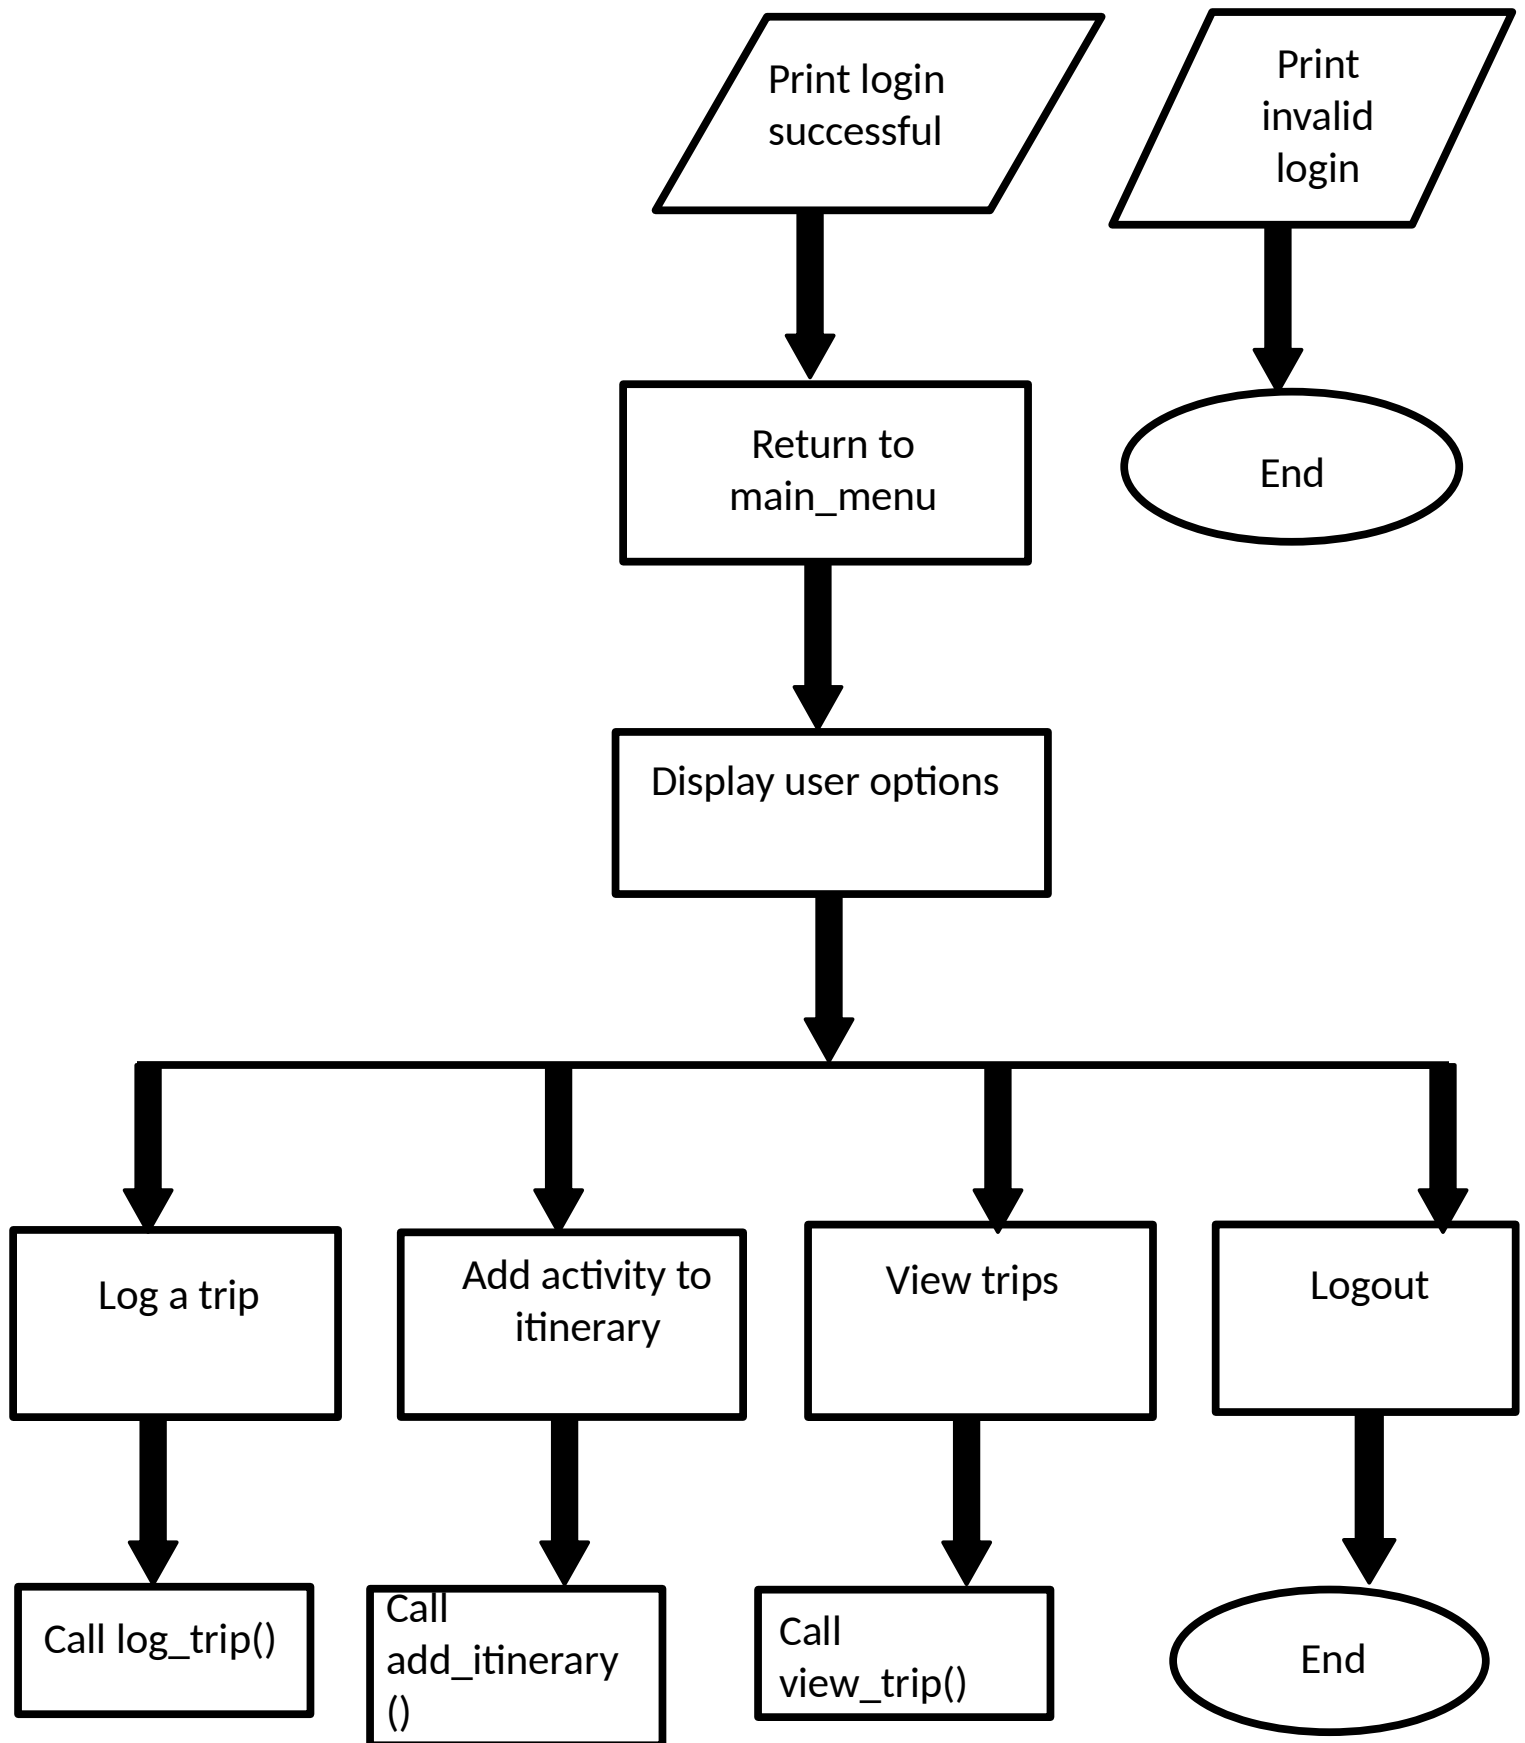 Print login
successful
Print
invalid
login
Return to
main_menu
End
Display user options
Log a trip
Add activity to
itinerary
View trips
Logout
Call log_trip()
Call
add_itinerary
()
Call
view_trip()
End